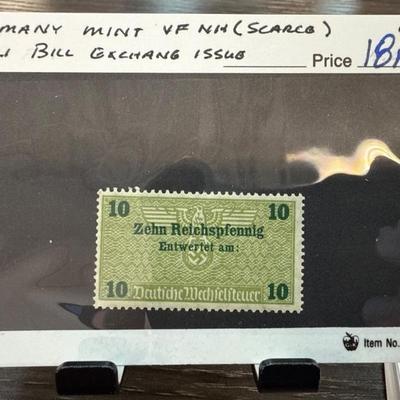 MANY MINT VF NH (SCARCE)
BILL EXCHANG ISSUE Price 18
10 10
Zehn Reichspfennig
Entwertet am:
10 Deutsche Wechselsteuer 10
Item No.